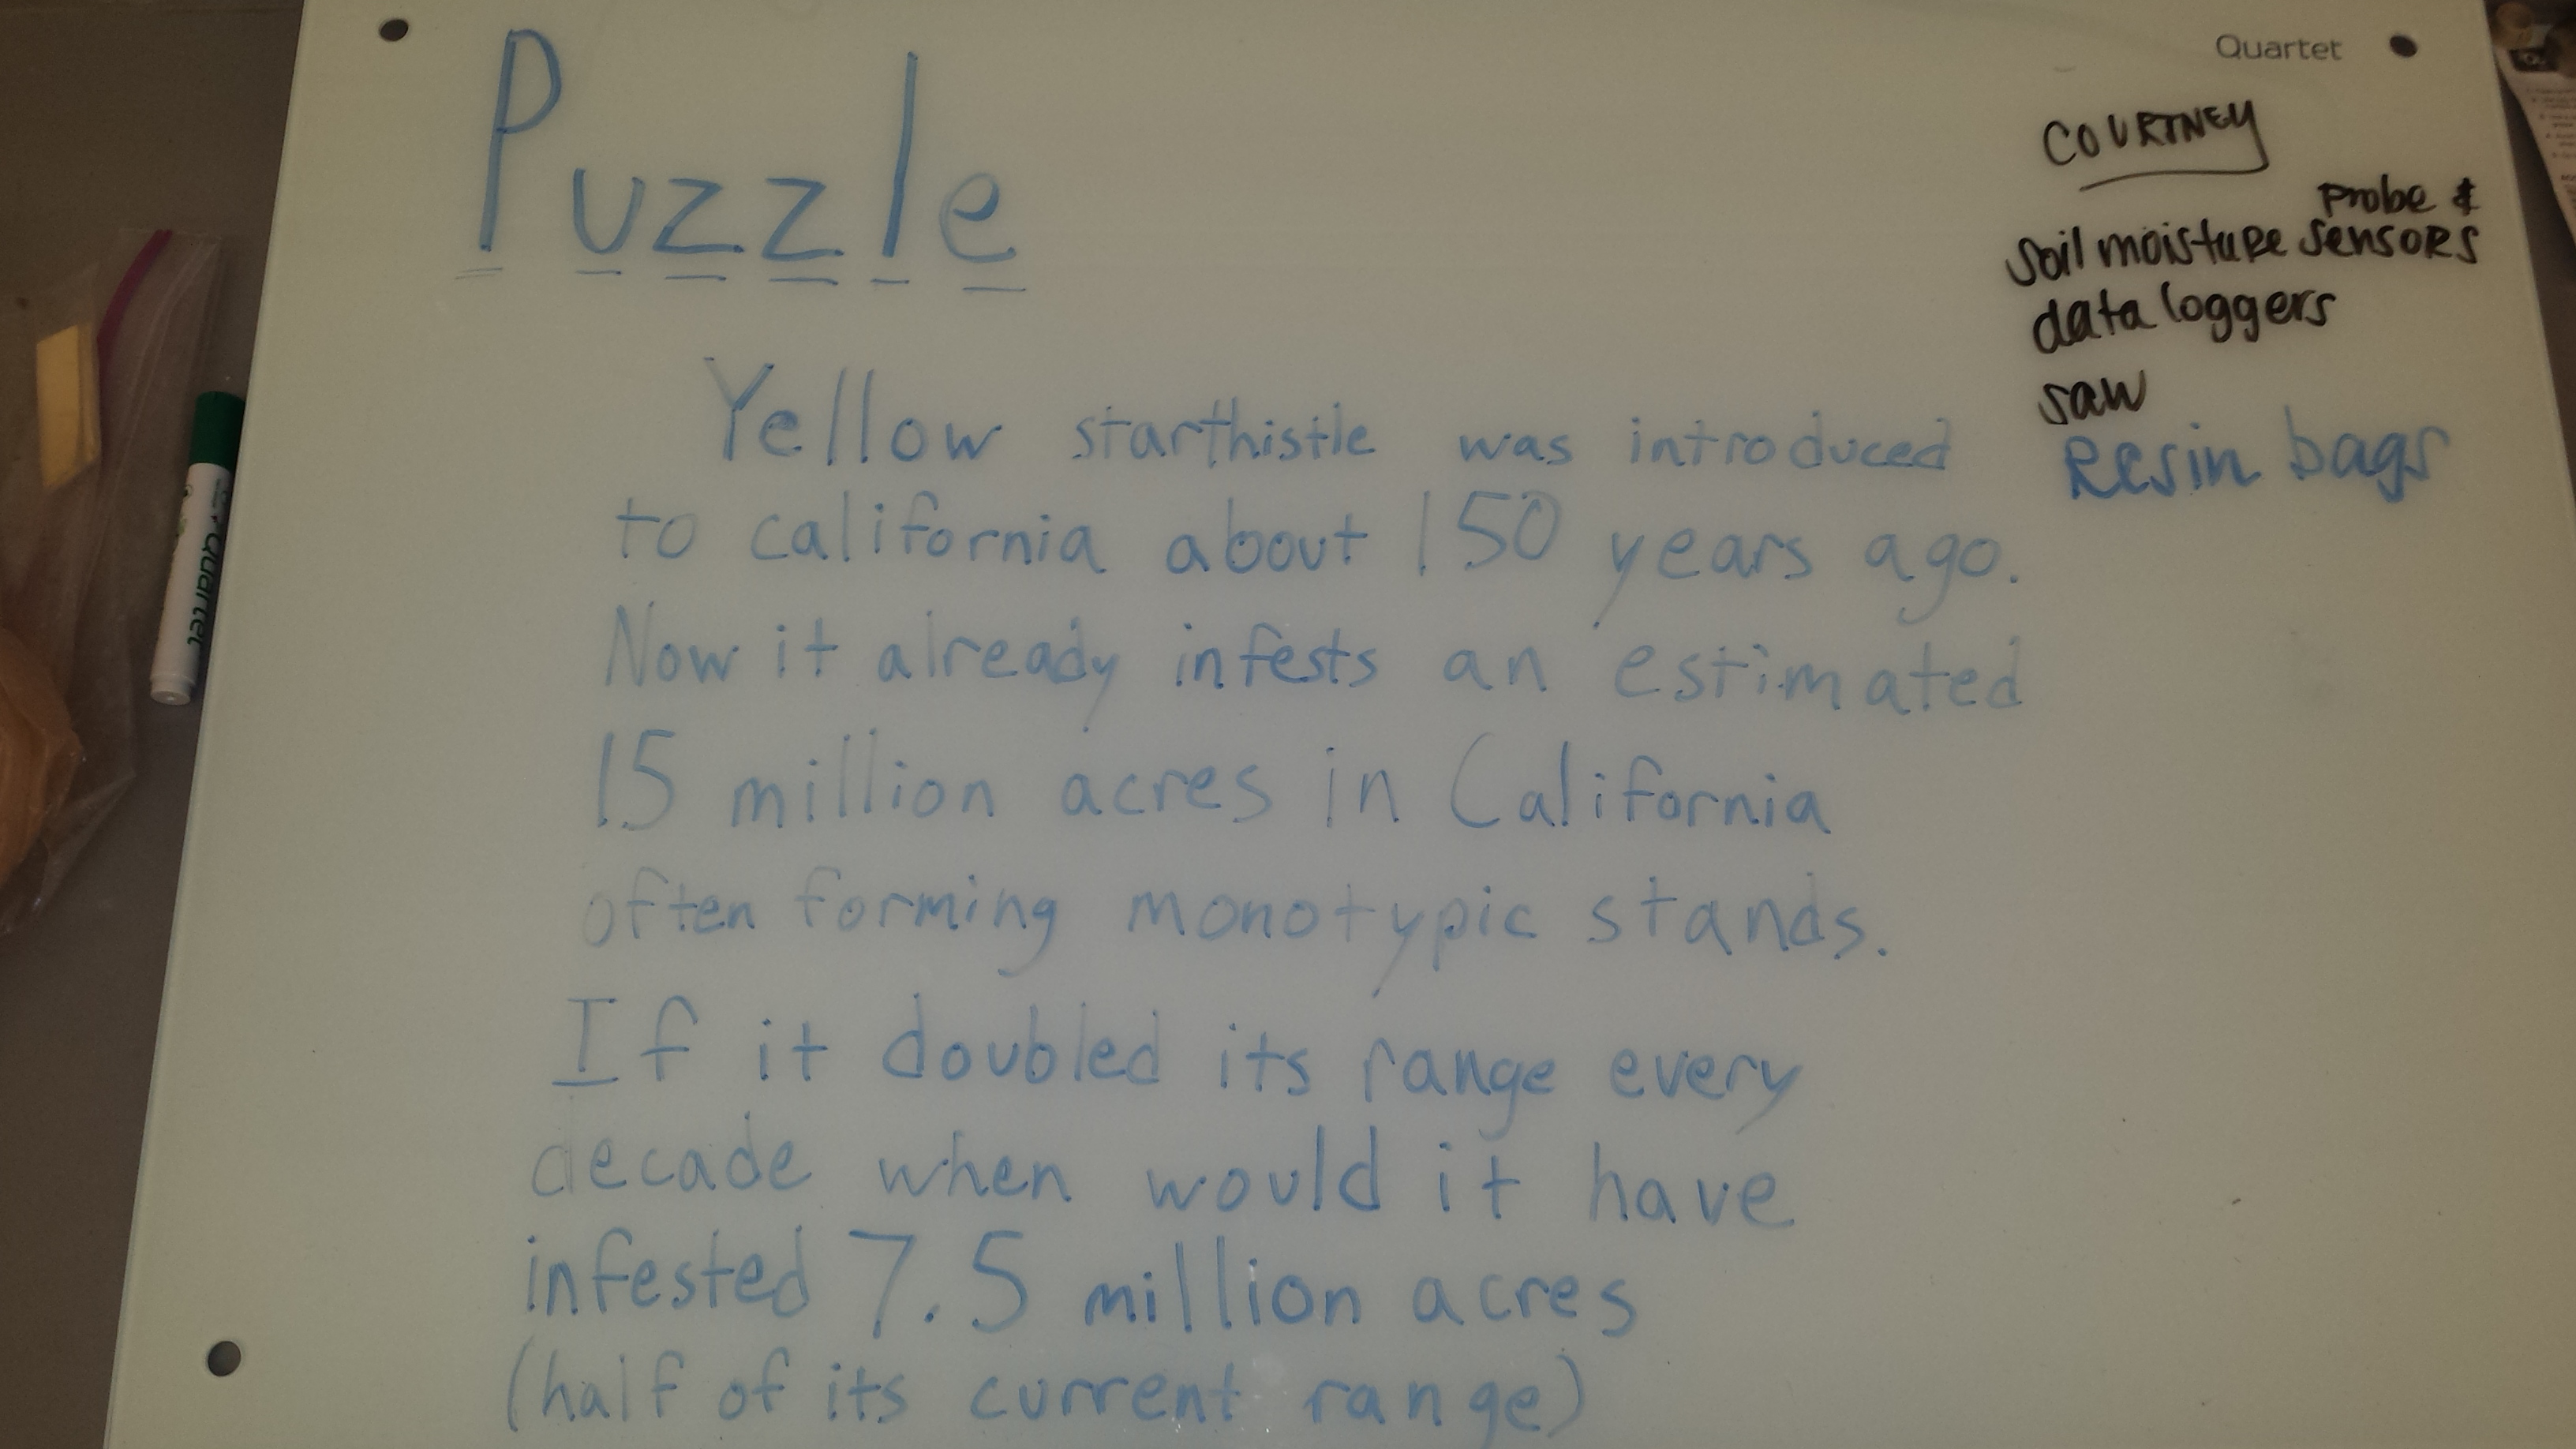 Quartet
Puzzle
COURTNEY
probe &
soil moisture sensors
data loggers
saw
Resin bags
Yellow starthistle was introduced
to california about 150 years ago.
Now it already infests an estimated
15 million acres in California
often forming monotypic stands.
If it doubled its range every
decade when would it have
infested 7.5 million acres
(half of its current range)
Quartet